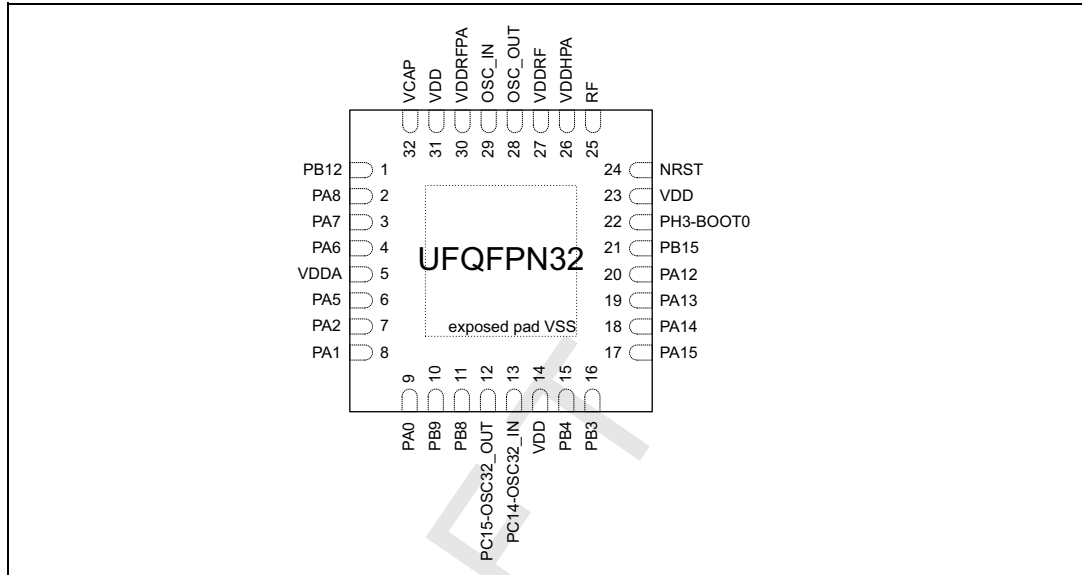 VCAP
VDD
VDDRFPA
OSC_IN
OSC_OUT
VDDRF
VDDHPA
RF
32
31
30
29
28
27
26
25
PB12 1
PA8 2
PA7 3
PA6 4
VDDA 5
PA5 6
PA2 7
PA1 8
UFQFPN32
exposed pad VSS
24 NRST
23 VDD
22 PH3-BOOT0
21 PB15
20 PA12
19 PA13
18 PA14
17 PA15
9
10
11
12
13
14
15
16
PA0
PB9
PB8
PC15-OSC32_OUT
PC14-OSC32_IN
VDD
PB4
PB3